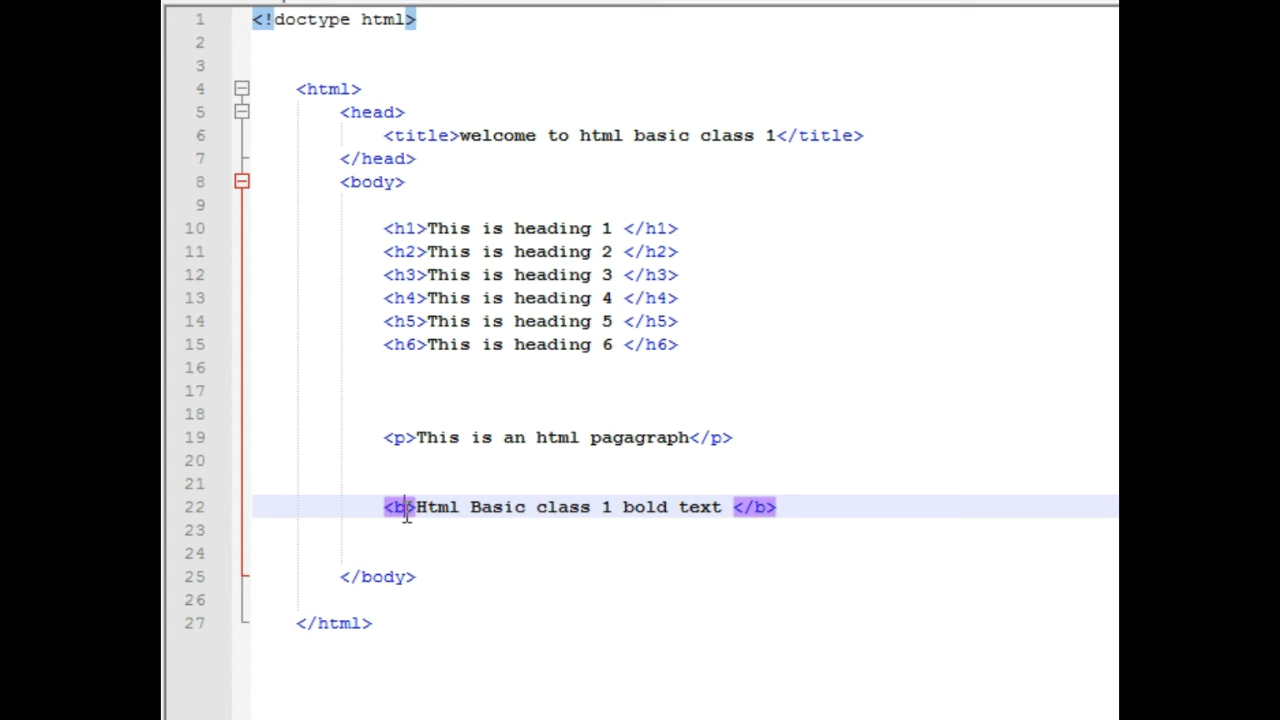 1 <!doctype html>
2
3
4 <html>
5 <head>
6 <title>welcome to html basic class 1</title>
7 </head>
8 <body>
9
10 <h1>This is heading 1 </h1>
11 <h2>This is heading 2 </h2>
12 <h3>This is heading 3 </h3>
13 <h4>This is heading 4 </h4>
14 <h5>This is heading 5 </h5>
15 <h6>This is heading 6 </h6>
16
17
18
19 <p>This is an html pagagraph</p>
20
21
22 <b>Html Basic class 1 bold text </b>
23
24
25 </body>
26
27 </html>